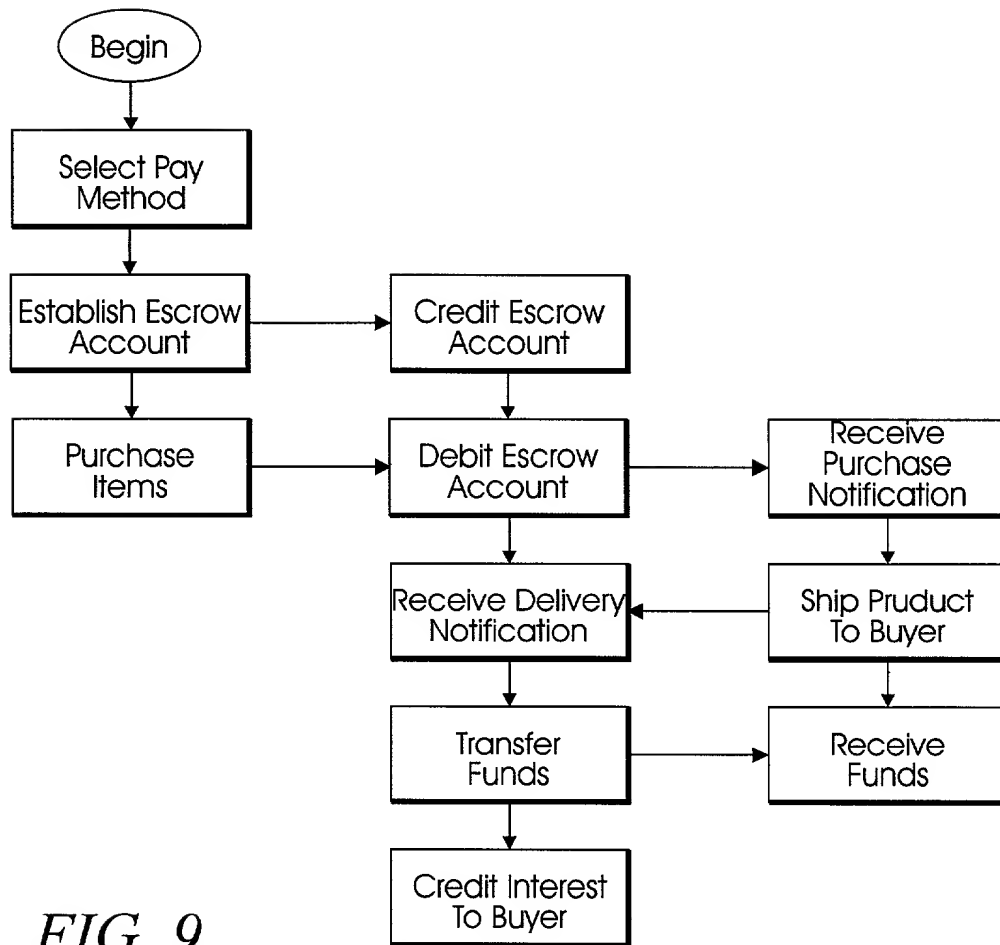 Begin
Select Pay
Method
Establish Escrow
Account
Credit Escrow
Account
Purchase
Items
Debit Escrow
Account
Receive
Purchase
Notification
Receive Delivery
Notification
Ship Pruduct
To Buyer
Transfer
Funds
Receive
Funds
Credit Interest
To Buyer
FIG. 9